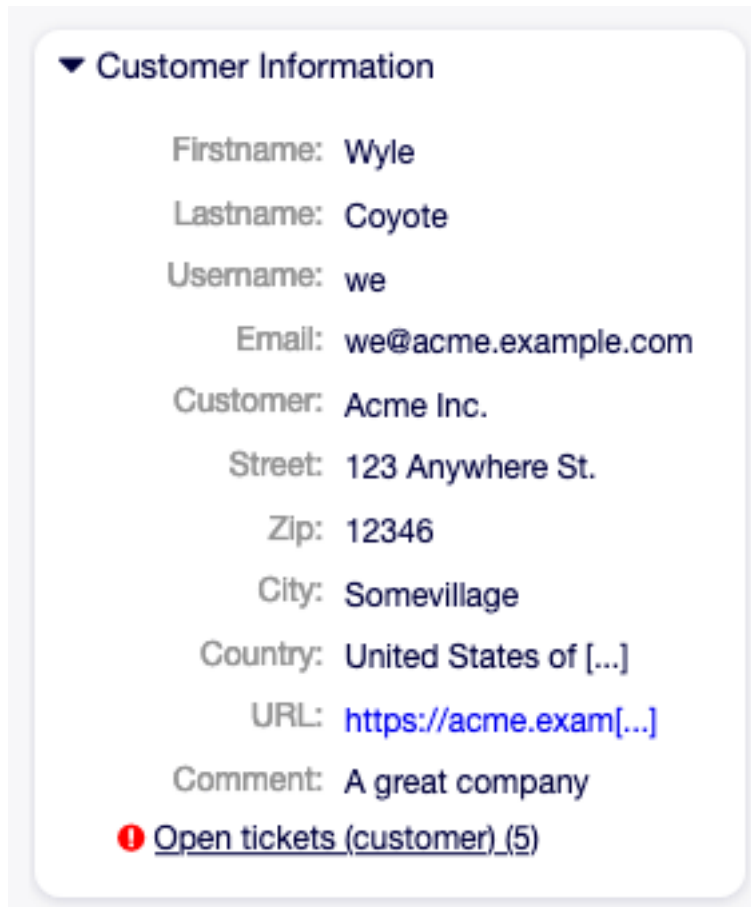 Customer Information
Firstname: Wyle
Lastname: Coyote
Username: we
Email: we@acme.example.com
Customer: Acme Inc.
Street: 123 Anywhere St.
Zip: 12346
City: Somevillage
Country: United States of [...]
URL: https://acme.exam[...]
Comment: A great company
Open tickets (customer) (5)